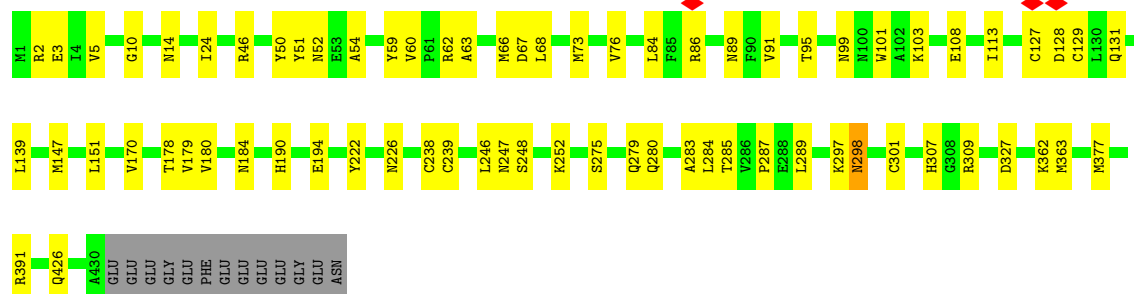 M1 R2 E3 I4 V5 G10 N14 I24 R46 Y50 Y51 N52 E53 A54 Y59 V60 P61 R62 A63 M66 D67 L68 M73 V76 L84 F85 R86 N89 F90 V91 T95 N99 N100 W101 A102 K103 E108 I113 C127 D128 C129 L130 Q131
L139 M147 L151 V170 T178 V179 V180 N184 H190 E194 Y222 N226 C238 C239 L246 N247 S248 K252 S275 Q279 Q280 A283 L284 T285 V286 P287 E288 L289 K297 N298 C301 H307 G308 R309 D327 K362 M363 M377
R391 Q426 A430 GLU GLU GLU GLY GLU PHE GLU GLU GLU GLU GLY GLU ASN